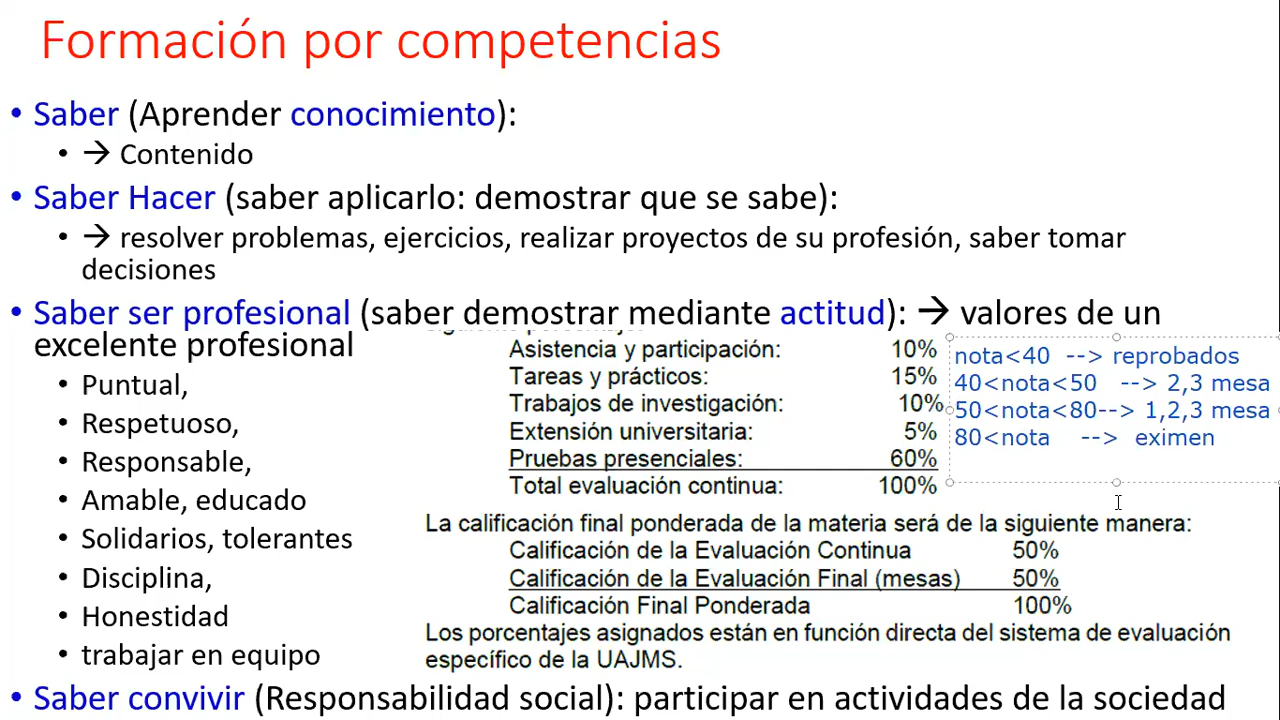 Formación por competencias
• Saber (Aprender conocimiento):
• → Contenido
• Saber Hacer (saber aplicarlo: demostrar que se sabe):
• → resolver problemas, ejercicios, realizar proyectos de su profesión, saber tomar
decisiones
• Saber ser profesional (saber demostrar mediante actitud): → valores de un
excelente profesional
• Puntual,
• Respetuoso,
• Responsable,
• Amable, educado
• Solidarios, tolerantes
• Disciplina,
• Honestidad
• trabajar en equipo
Asistencia y participación: 10%
Tareas y prácticos: 15%
Trabajos de investigación: 10%
Extensión universitaria: 5%
Pruebas presenciales: 60%
Total evaluación continua: 100%
nota<40 --> reprobados
40<nota<50 --> 2,3 mesa
50<nota<80--> 1,2,3 mesa
80<nota --> eximen
La calificación final ponderada de la materia será de la siguiente manera:
Calificación de la Evaluación Continua 50%
Calificación de la Evaluación Final (mesas) 50%
Calificación Final Ponderada 100%
Los porcentajes asignados están en función directa del sistema de evaluación
específico de la UAJMS.
• Saber convivir (Responsabilidad social): participar en actividades de la sociedad